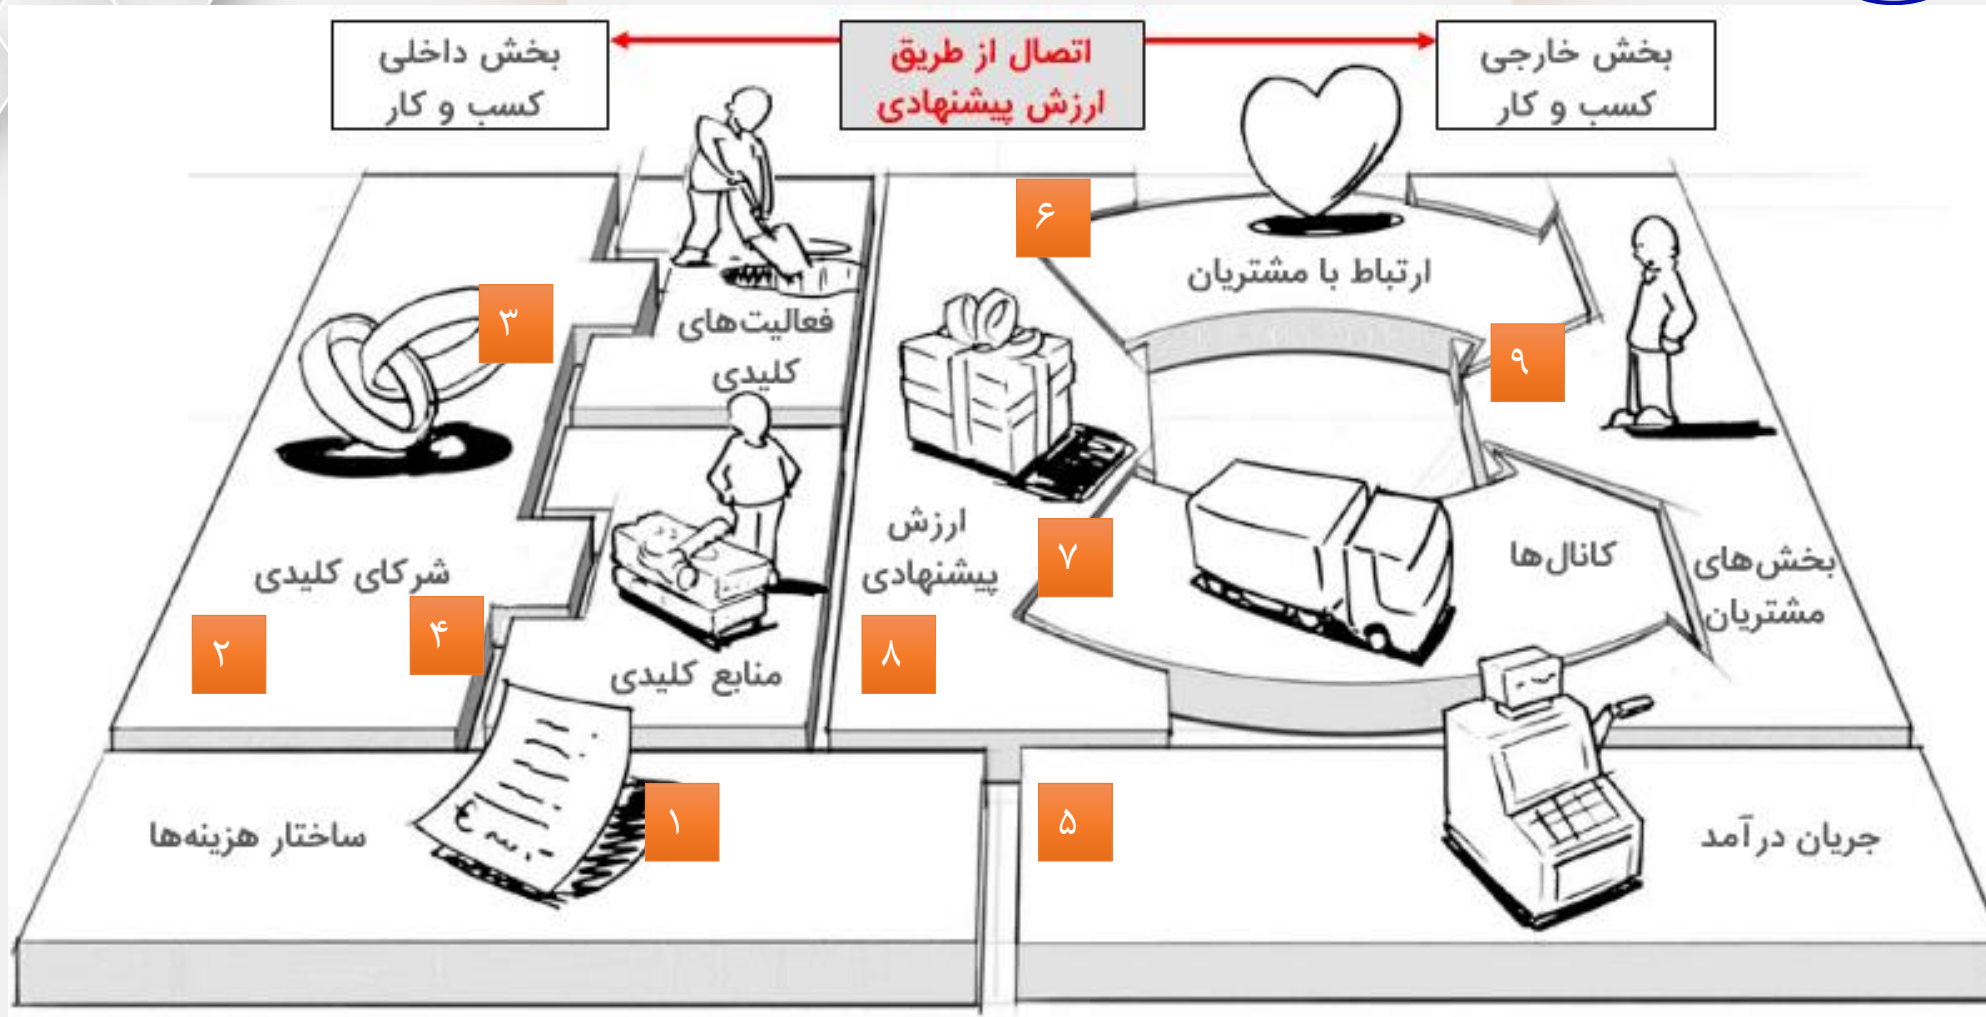 بخش خارجی
کسب و کار
اتصال از طریق
ارزش پیشنهادی
بخش داخلی
کسب و کار
۶
ارتباط با مشتریان
۹
۳
فعالیت‌های
کلیدی
ارزش
پیشنهادی
۷
کانال‌ها
بخش‌های
مشتریان
شرکای کلیدی
۲
۴
منابع کلیدی
۸
ساختار هزینه‌ها
۱
۵
جریان درآمد